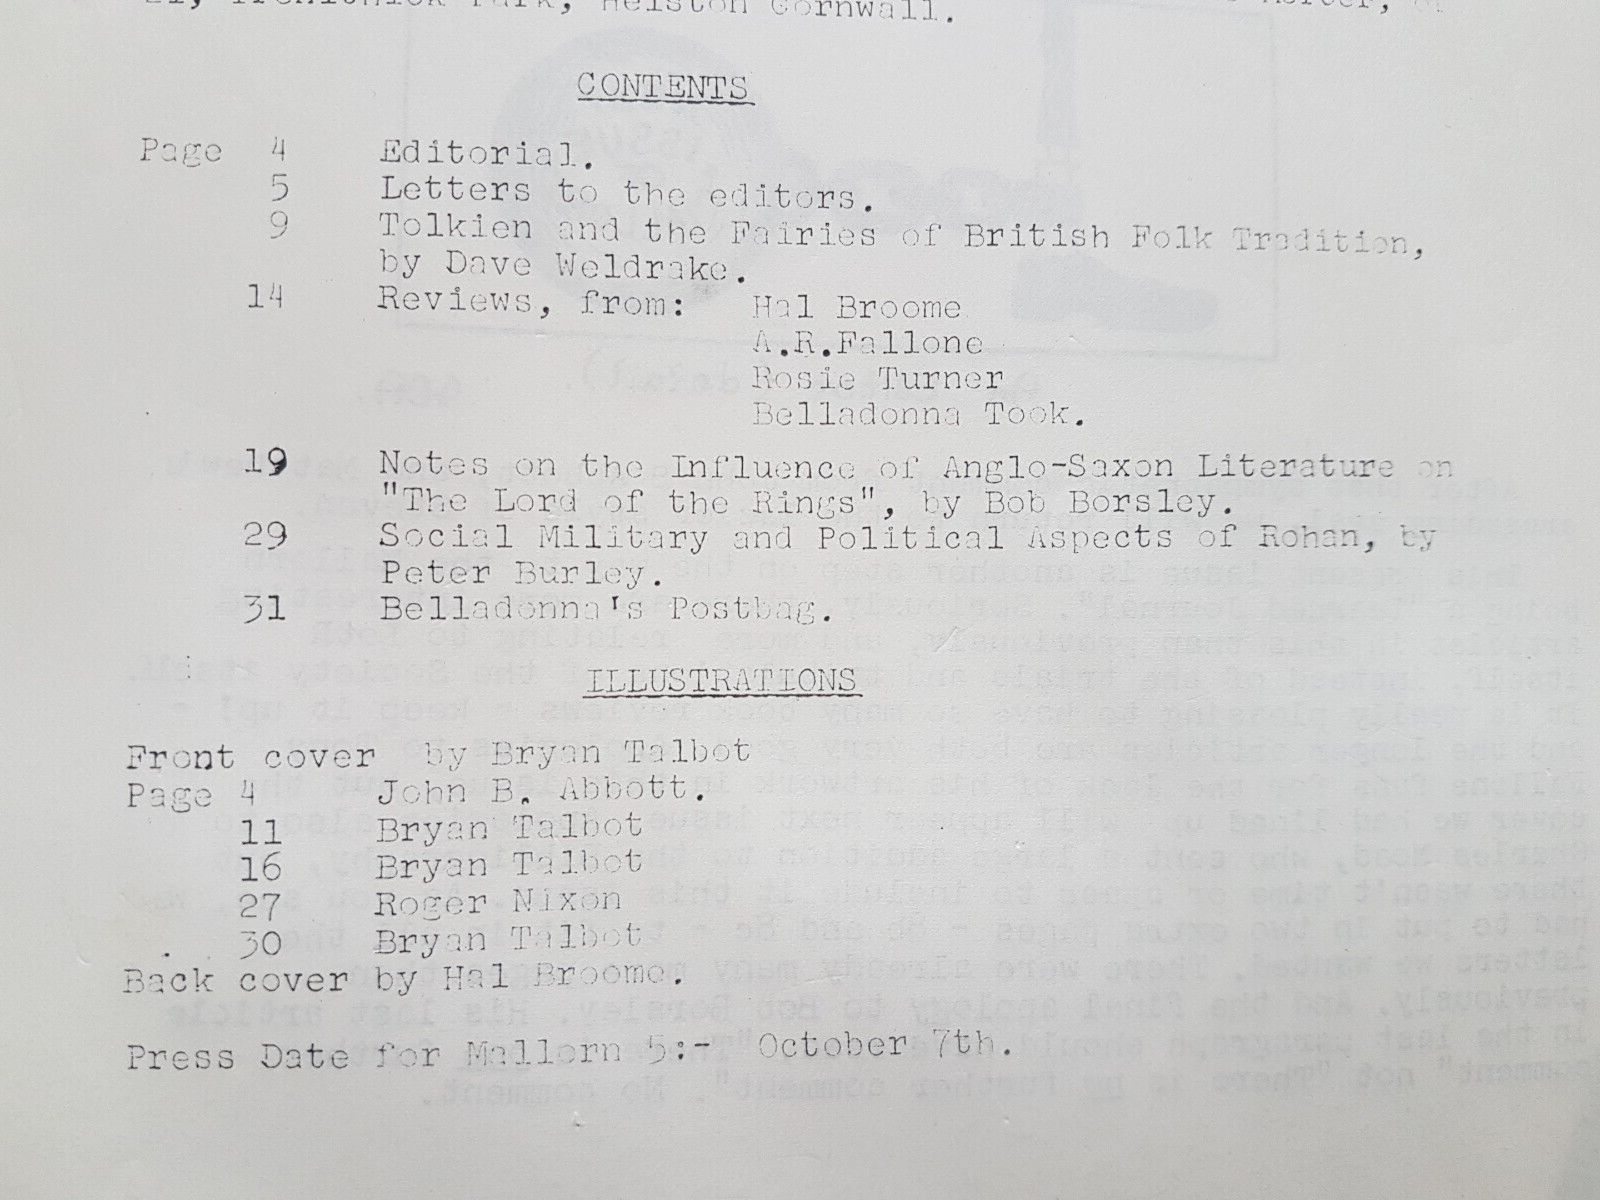 Helston Cornwall.
CONTENTS
Page 4 Editorial.
5 Letters to the editors.
9 Tolkien and the Fairies of British Folk Tradition,
by Dave Weldrake.
14 Reviews, from: Hal Broome
A.R.Fallone
Rosie Turner
Belladonna Took.
19 Notes on the Influence of Anglo-Saxon Literature on
"The Lord of the Rings", by Bob Borsley.
29 Social Military and Political Aspects of Rohan, by
Peter Burley.
31 Belladonna's Postbag.
ILLUSTRATIONS
Front cover by Bryan Talbot
Page 4 John B. Abbott.
11 Bryan Talbot
16 Bryan Talbot
27 Roger Nixon
30 Bryan Talbot
Back cover by Hal Broome.
Press Date for Mallorn 5:- October 7th.